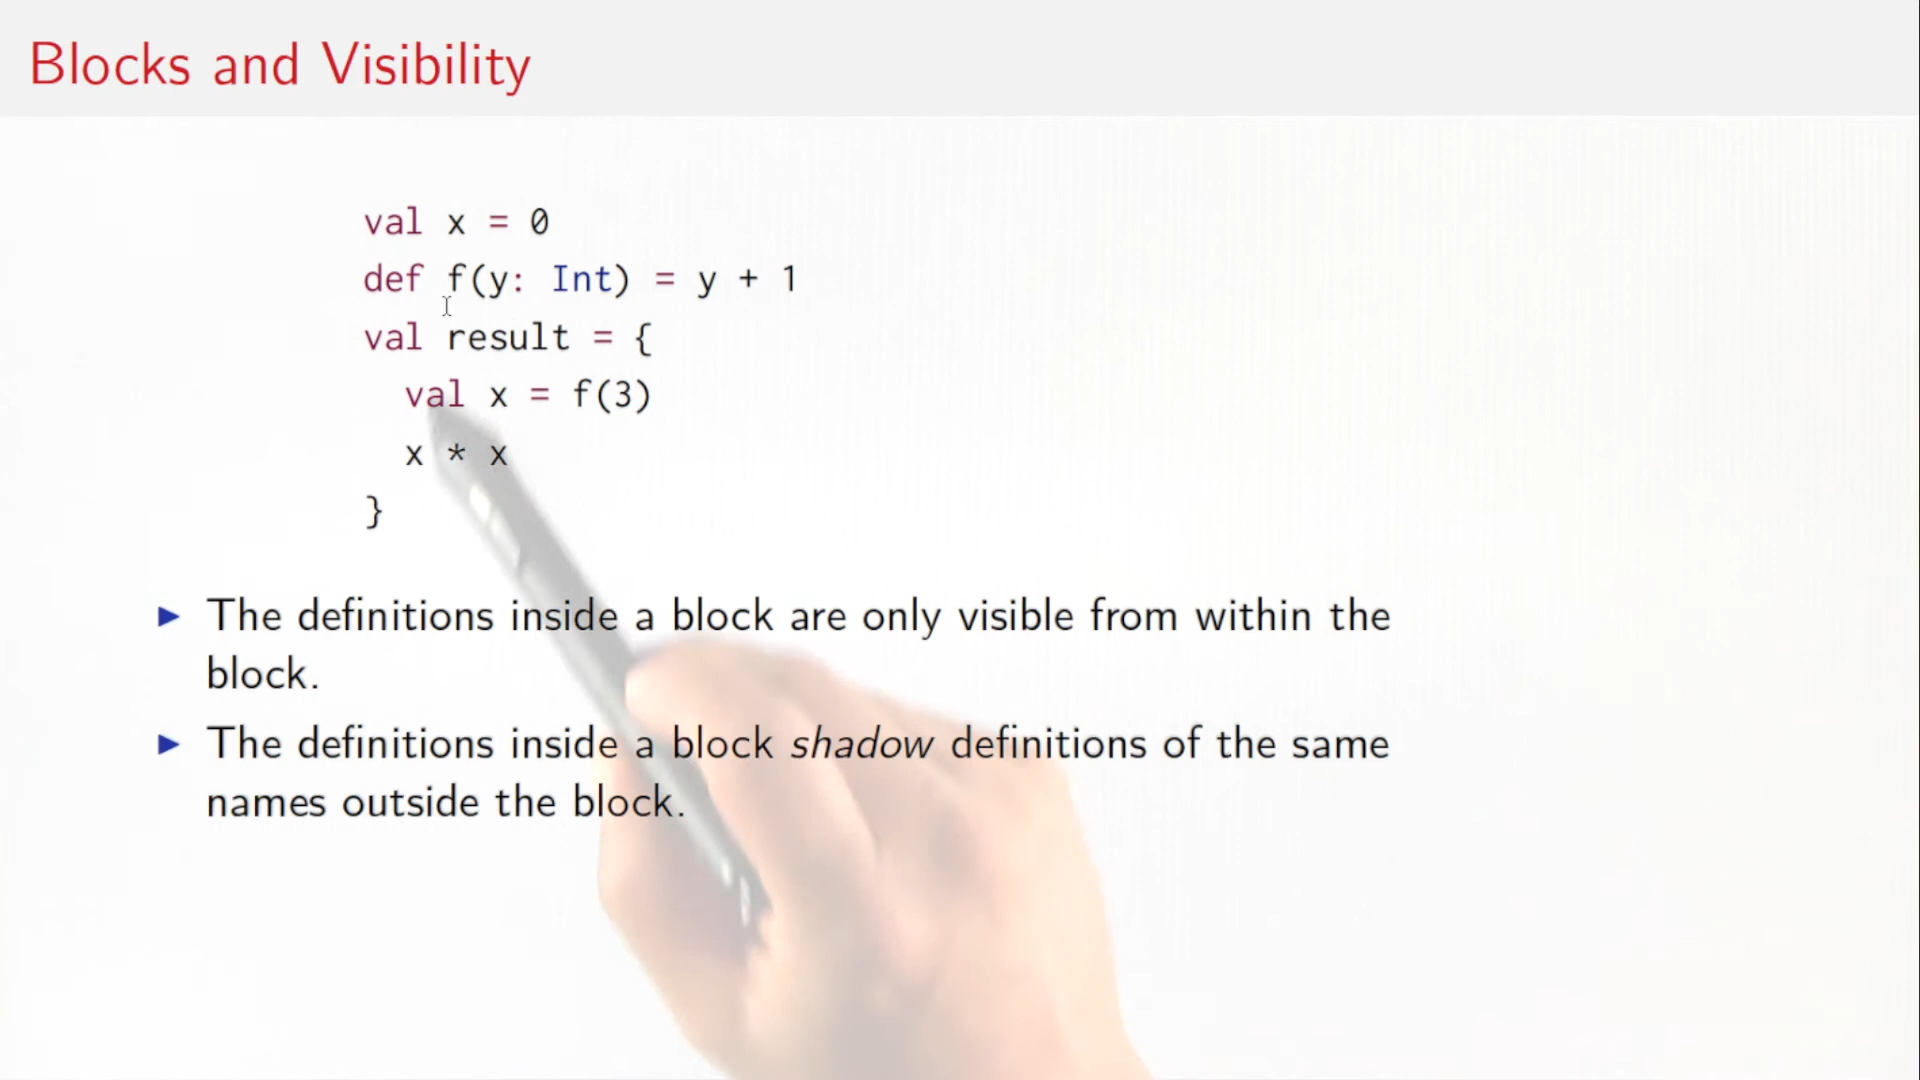 Blocks and Visibility
val x = 0
def f(y: Int) = y + 1
val result = {
  val x = f(3)
  x * x
}
▶ The definitions inside a block are only visible from within the
block.
▶ The definitions inside a block shadow definitions of the same
names outside the block.